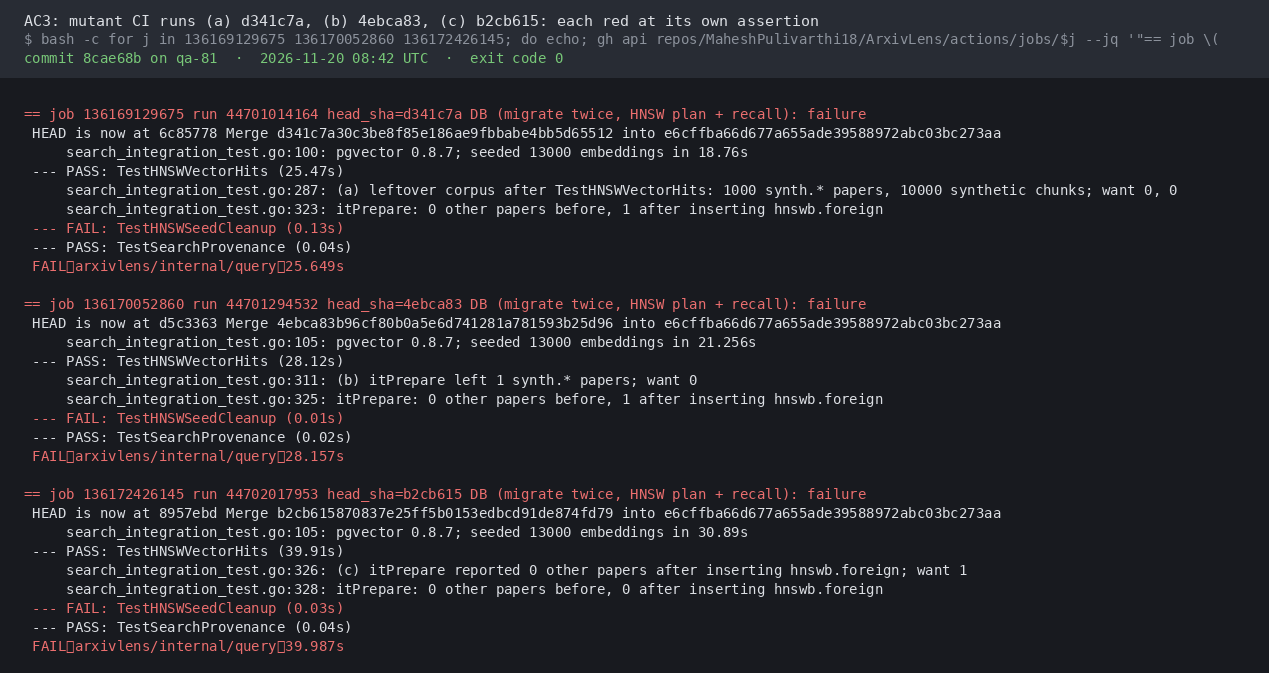 AC3: mutant CI runs (a) d341c7a, (b) 4ebca83, (c) b2cb615: each red at its own assertion
$ bash -c for j in 136169129675 136170052860 136172426145; do echo; gh api repos/MaheshPulivarthi18/ArxivLens/actions/jobs/$j --jq '"== job \(
commit 8cae68b on qa-81 · 2026-11-20 08:42 UTC · exit code 0
== job 136169129675 run 44701014164 head_sha=d341c7a DB (migrate twice, HNSW plan + recall): failure
HEAD is now at 6c85778 Merge d341c7a30c3be8f85e186ae9fbbabe4bb5d65512 into e6cffba66d677a655ade39588972abc03bc273aa
search_integration_test.go:100: pgvector 0.8.7; seeded 13000 embeddings in 18.76s
--- PASS: TestHNSWVectorHits (25.47s)
search_integration_test.go:287: (a) leftover corpus after TestHNSWVectorHits: 1000 synth.* papers, 10000 synthetic chunks; want 0, 0
search_integration_test.go:323: itPrepare: 0 other papers before, 1 after inserting hnswb.foreign
--- FAIL: TestHNSWSeedCleanup (0.13s)
--- PASS: TestSearchProvenance (0.04s)
FAIL▯arxivlens/internal/query▯25.649s
== job 136170052860 run 44701294532 head_sha=4ebca83 DB (migrate twice, HNSW plan + recall): failure
HEAD is now at d5c3363 Merge 4ebca83b96cf80b0a5e6d741281a781593b25d96 into e6cffba66d677a655ade39588972abc03bc273aa
search_integration_test.go:105: pgvector 0.8.7; seeded 13000 embeddings in 21.256s
--- PASS: TestHNSWVectorHits (28.12s)
search_integration_test.go:311: (b) itPrepare left 1 synth.* papers; want 0
search_integration_test.go:325: itPrepare: 0 other papers before, 1 after inserting hnswb.foreign
--- FAIL: TestHNSWSeedCleanup (0.01s)
--- PASS: TestSearchProvenance (0.02s)
FAIL▯arxivlens/internal/query▯28.157s
== job 136172426145 run 44702017953 head_sha=b2cb615 DB (migrate twice, HNSW plan + recall): failure
HEAD is now at 8957ebd Merge b2cb615870837e25ff5b0153edbcd91de874fd79 into e6cffba66d677a655ade39588972abc03bc273aa
search_integration_test.go:105: pgvector 0.8.7; seeded 13000 embeddings in 30.89s
--- PASS: TestHNSWVectorHits (39.91s)
search_integration_test.go:326: (c) itPrepare reported 0 other papers after inserting hnswb.foreign; want 1
search_integration_test.go:328: itPrepare: 0 other papers before, 0 after inserting hnswb.foreign
--- FAIL: TestHNSWSeedCleanup (0.03s)
--- PASS: TestSearchProvenance (0.04s)
FAIL▯arxivlens/internal/query▯39.987s